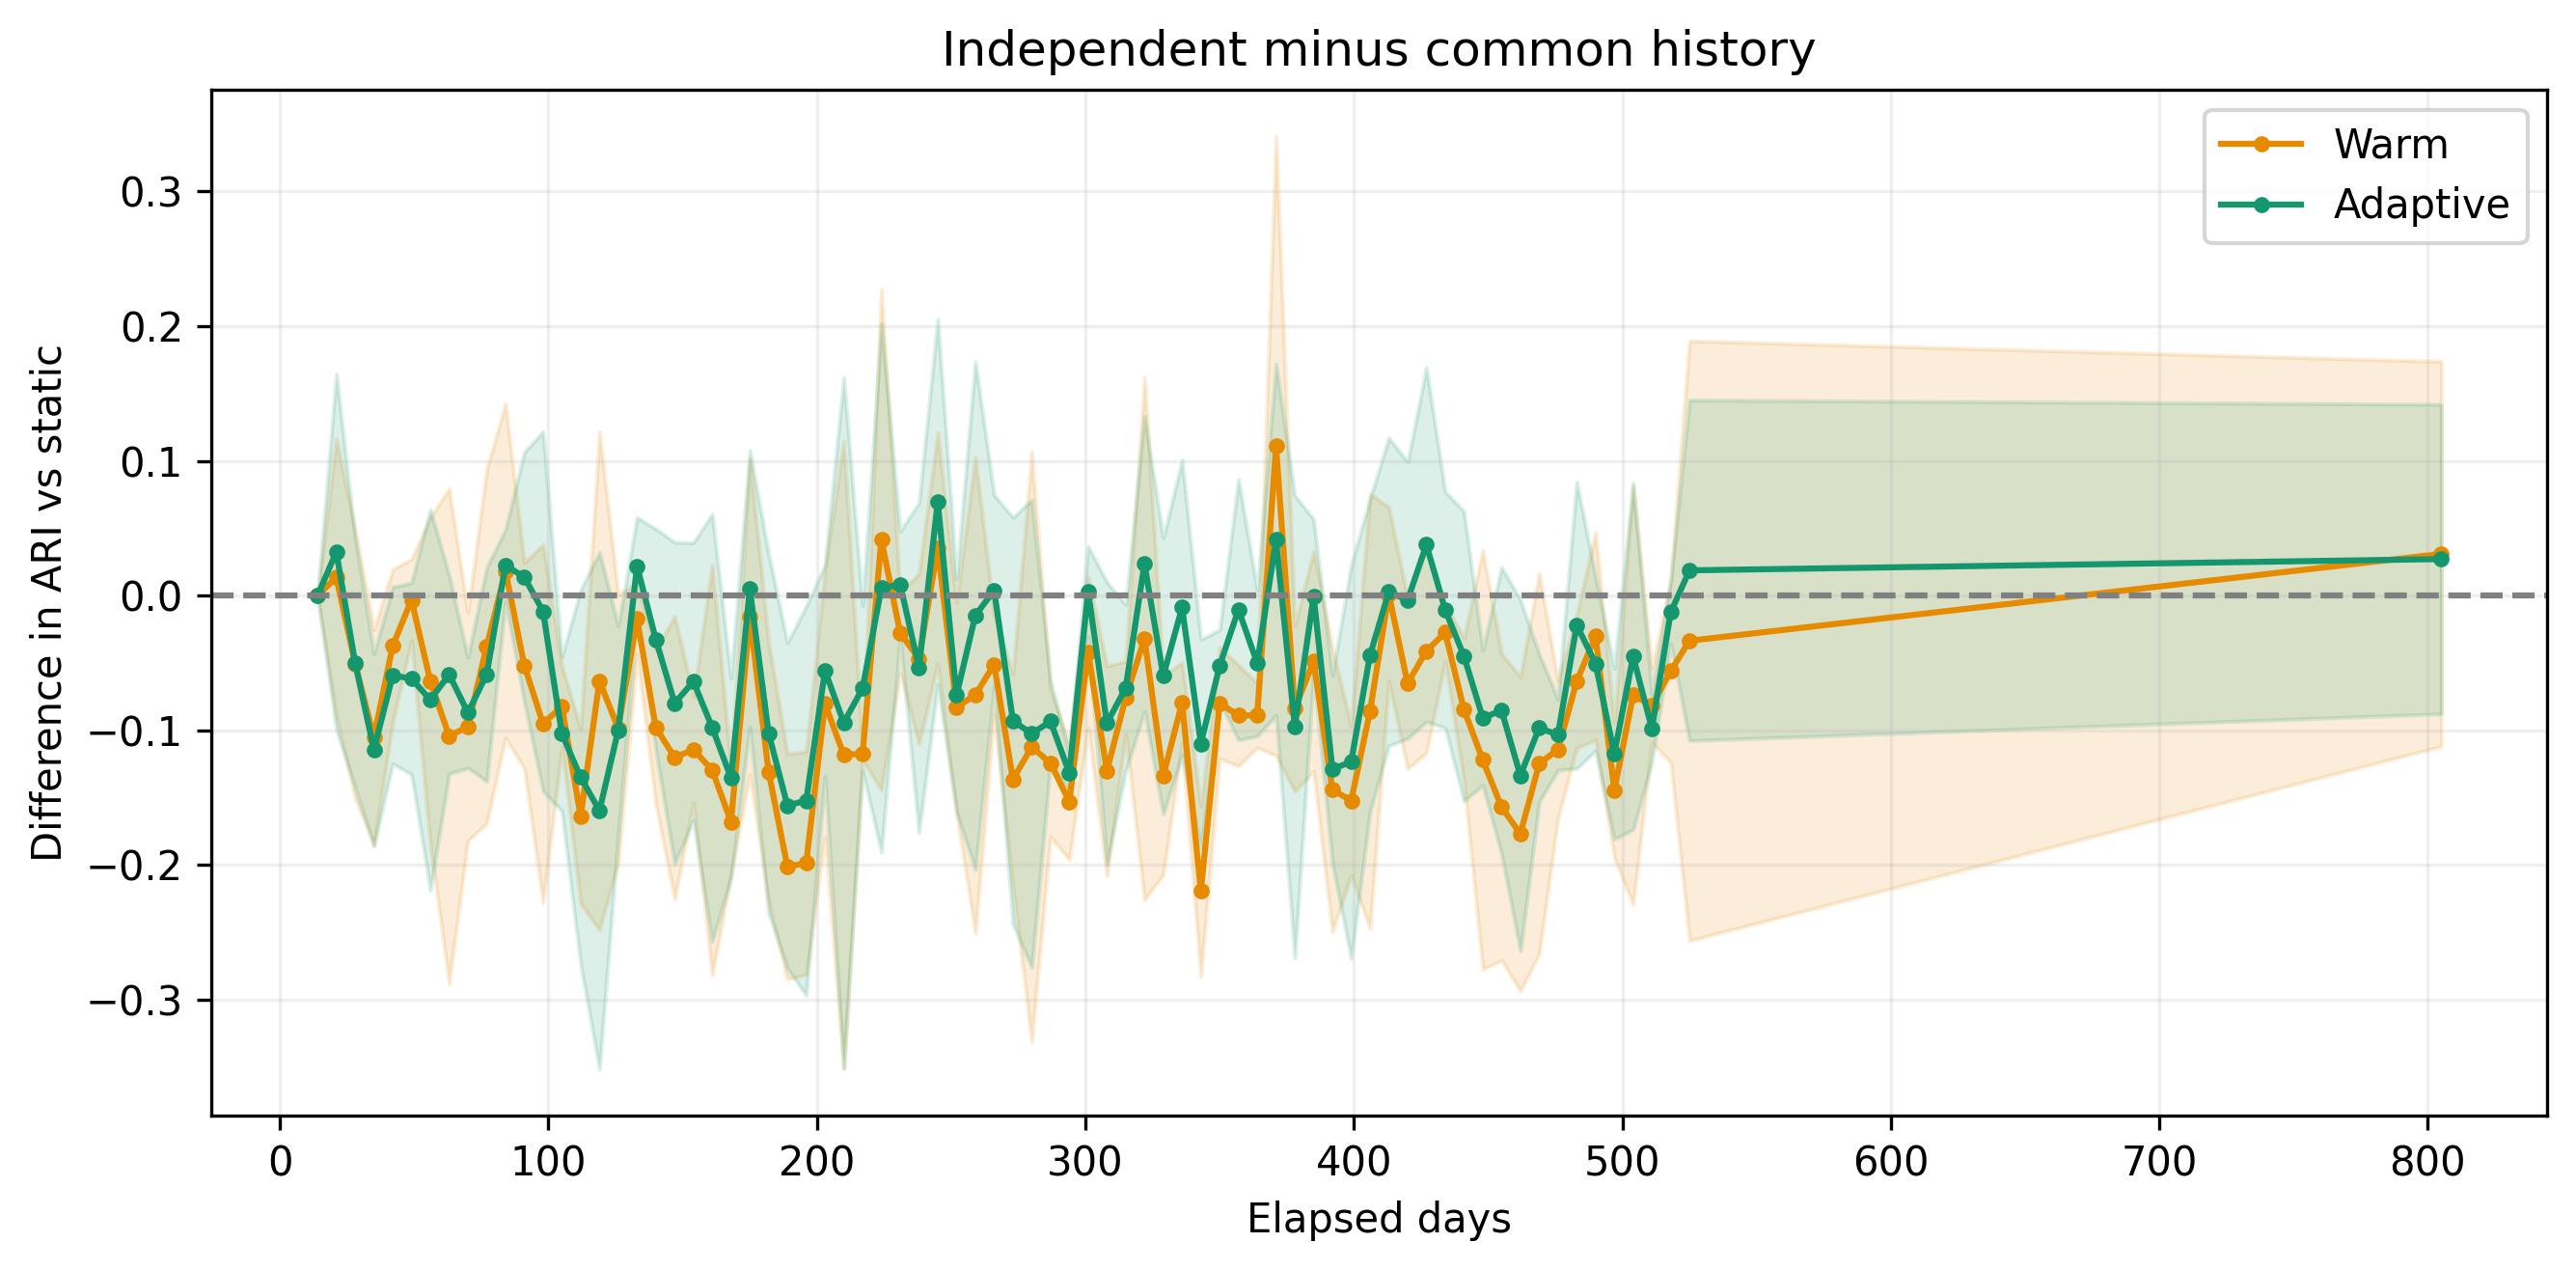 Independent minus common history
Warm
Adaptive
Difference in ARI vs static
0.3
0.2
0.1
0.0
−0.1
−0.2
−0.3
0 100 200 300 400 500 600 700 800
Elapsed days